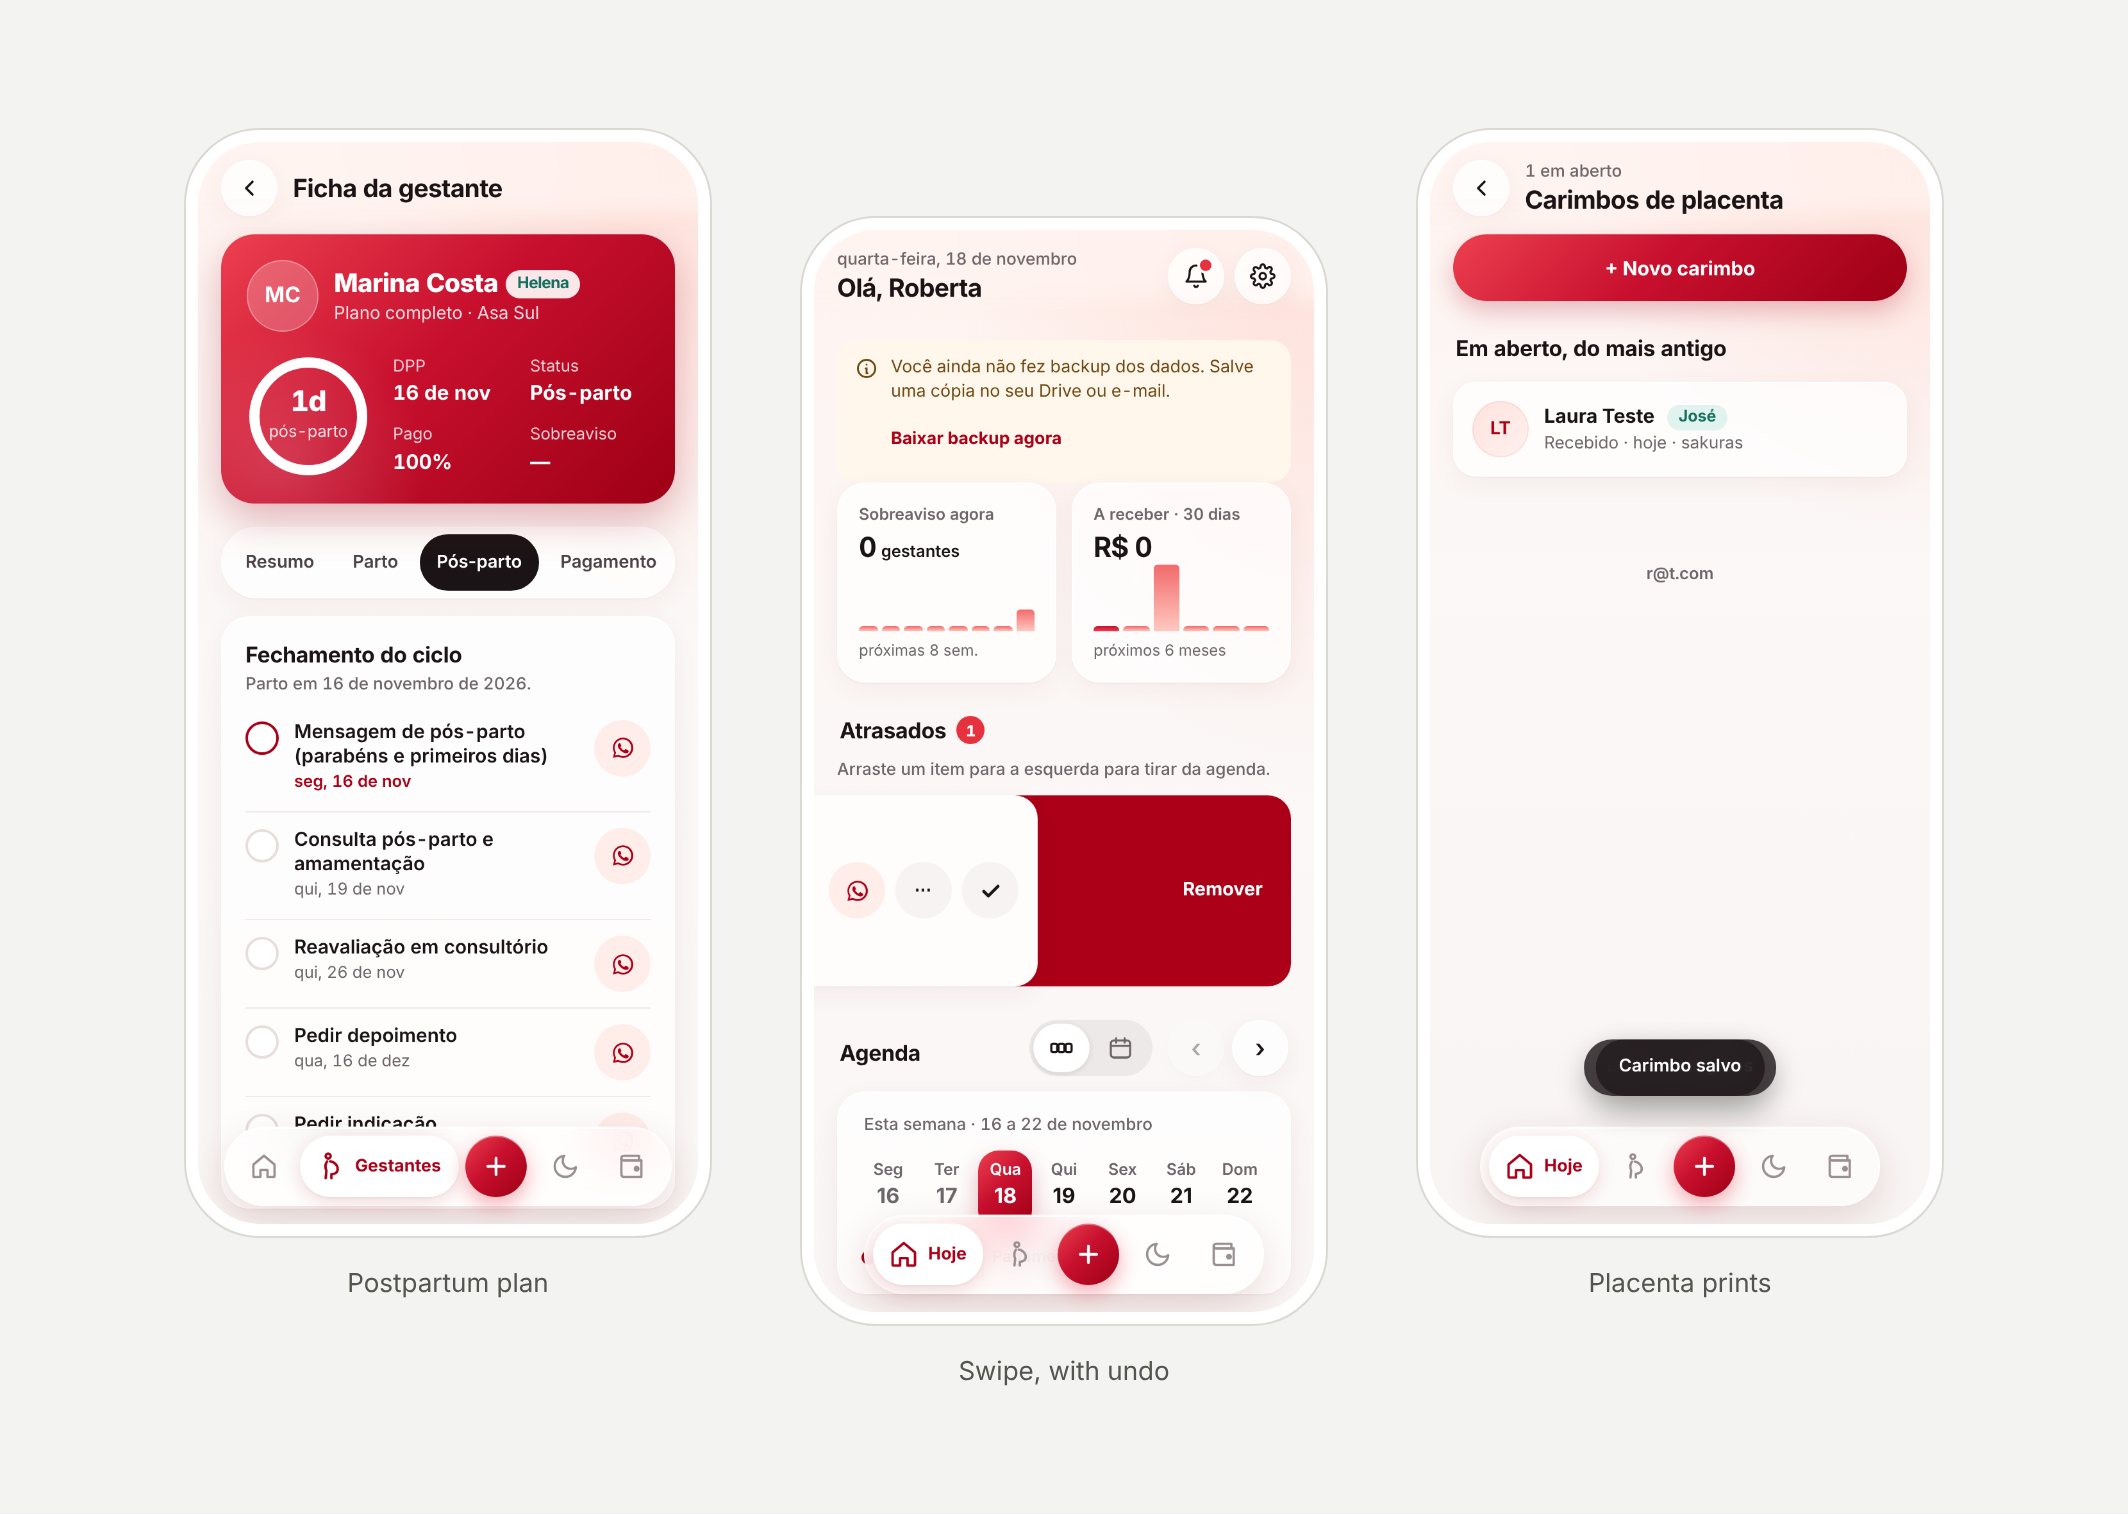 Ficha da gestante
MC
Marina Costa Helena
Plano completo · Asa Sul
1d
pós-parto
DPP
16 de nov
Status
Pós-parto
Pago
100%
Sobreaviso
—
Resumo Parto Pós-parto Pagamento
Fechamento do ciclo
Parto em 16 de novembro de 2026.
Mensagem de pós-parto
(parabéns e primeiros dias)
seg, 16 de nov
Consulta pós-parto e
amamentação
qui, 19 de nov
Reavaliação em consultório
qui, 26 de nov
Pedir depoimento
qua, 16 de dez
Pedir indicação
Gestantes
Postpartum plan
quarta-feira, 18 de novembro
Olá, Roberta
Você ainda não fez backup dos dados. Salve
uma cópia no seu Drive ou e-mail.
Baixar backup agora
Sobreaviso agora
0 gestantes
próximas 8 sem.
A receber · 30 dias
R$ 0
próximos 6 meses
Atrasados 1
Arraste um item para a esquerda para tirar da agenda.
Remover
Agenda
Esta semana · 16 a 22 de novembro
Seg Ter Qua Qui Sex Sáb Dom
16 17 18 19 20 21 22
Hoje
Swipe, with undo
1 em aberto
Carimbos de placenta
+ Novo carimbo
Em aberto, do mais antigo
LT
Laura Teste José
Recebido · hoje · sakuras
r@t.com
Carimbo salvo
Hoje
Placenta prints